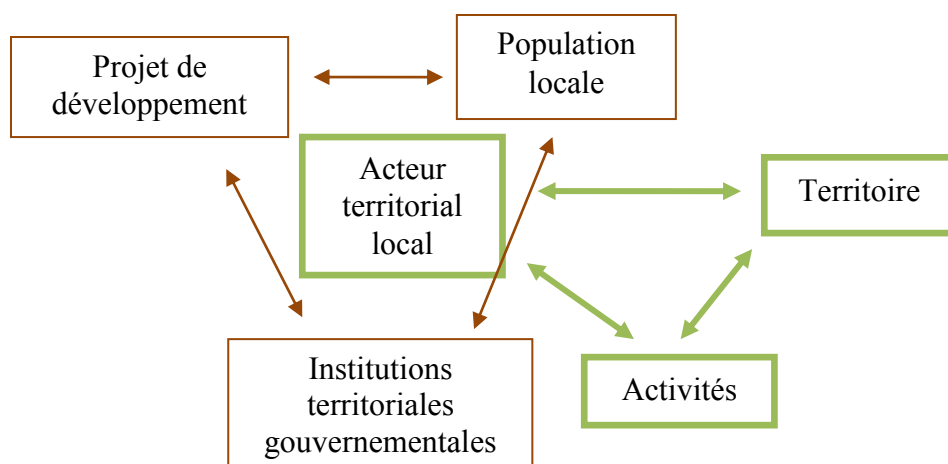 Projet de
développement
Population
locale
Acteur
territorial
local
Territoire
Institutions
territoriales
gouvernementales
Activités